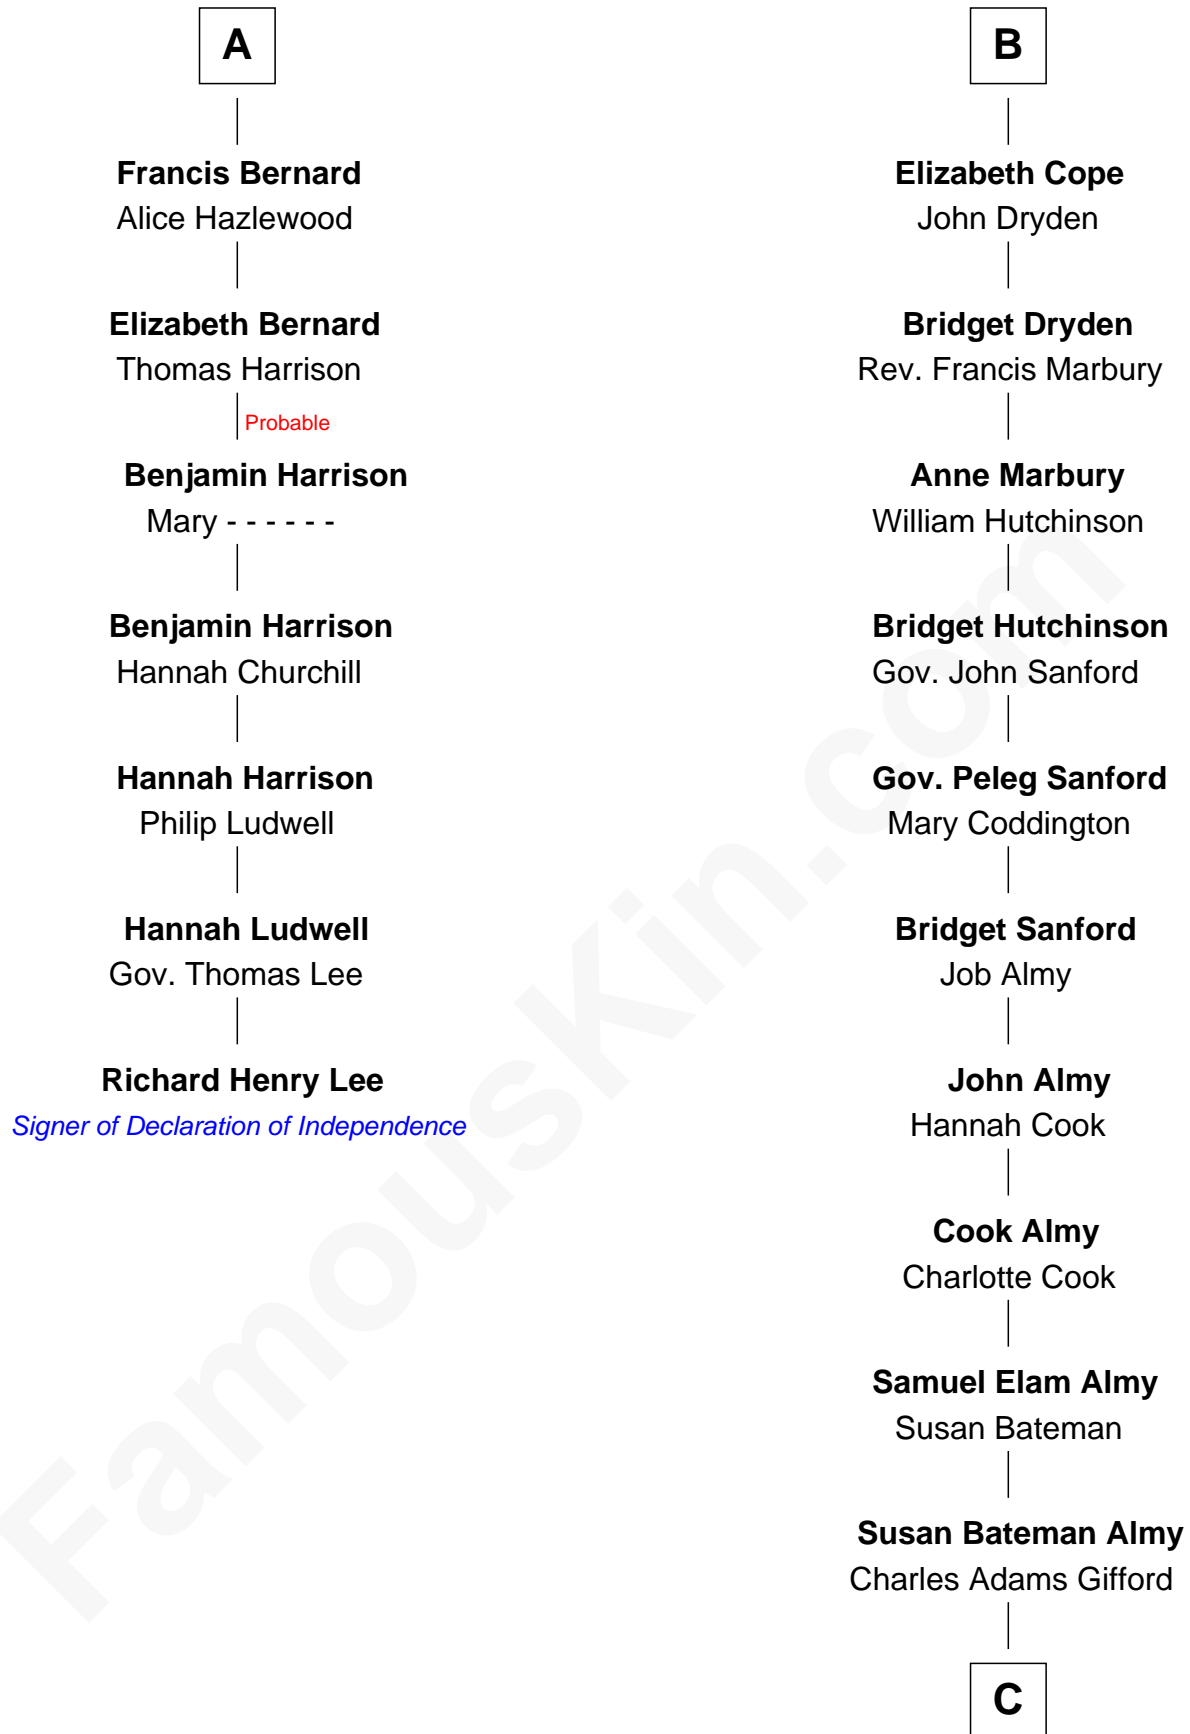 A
Francis Bernard
Alice Hazlewood
Elizabeth Bernard
Thomas Harrison
Probable
Benjamin Harrison
Mary - - - - - -
Benjamin Harrison
Hannah Churchill
Hannah Harrison
Philip Ludwell
Hannah Ludwell
Gov. Thomas Lee
Richard Henry Lee
Signer of Declaration of Independence
B
Elizabeth Cope
John Dryden
Bridget Dryden
Rev. Francis Marbury
Anne Marbury
William Hutchinson
Bridget Hutchinson
Gov. John Sanford
Gov. Peleg Sanford
Mary Coddington
Bridget Sanford
Job Almy
John Almy
Hannah Cook
Cook Almy
Charlotte Cook
Samuel Elam Almy
Susan Bateman
Susan Bateman Almy
Charles Adams Gifford
C
FamousKin.com